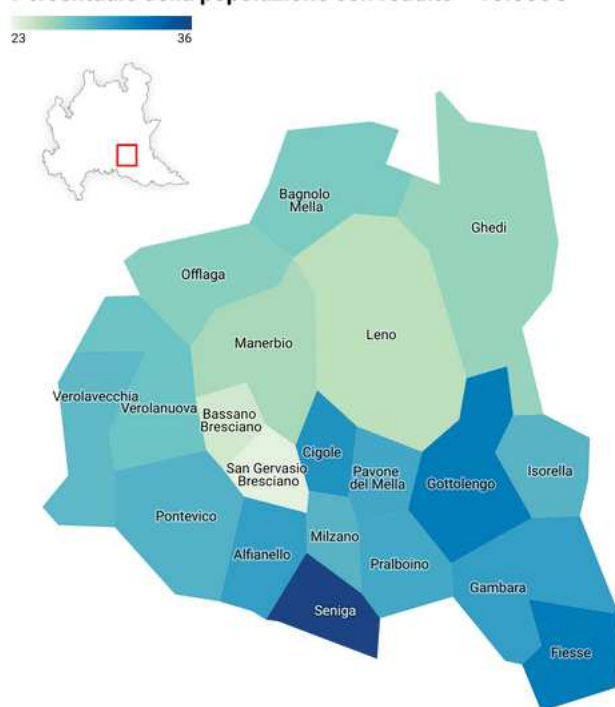 23
36
Bagnolo
Mella
Ghedi
Offlaga
Leno
Manerbio
Verolavecchia
Verolanuova
Bassano
Bresciano
Cigole
San Gervasio
Bresciano
Pavone
del Mella
Gottolengo
Isorella
Pontevico
Milzano
Alfianello
Pralboino
Gambara
Seniga
Fiesse